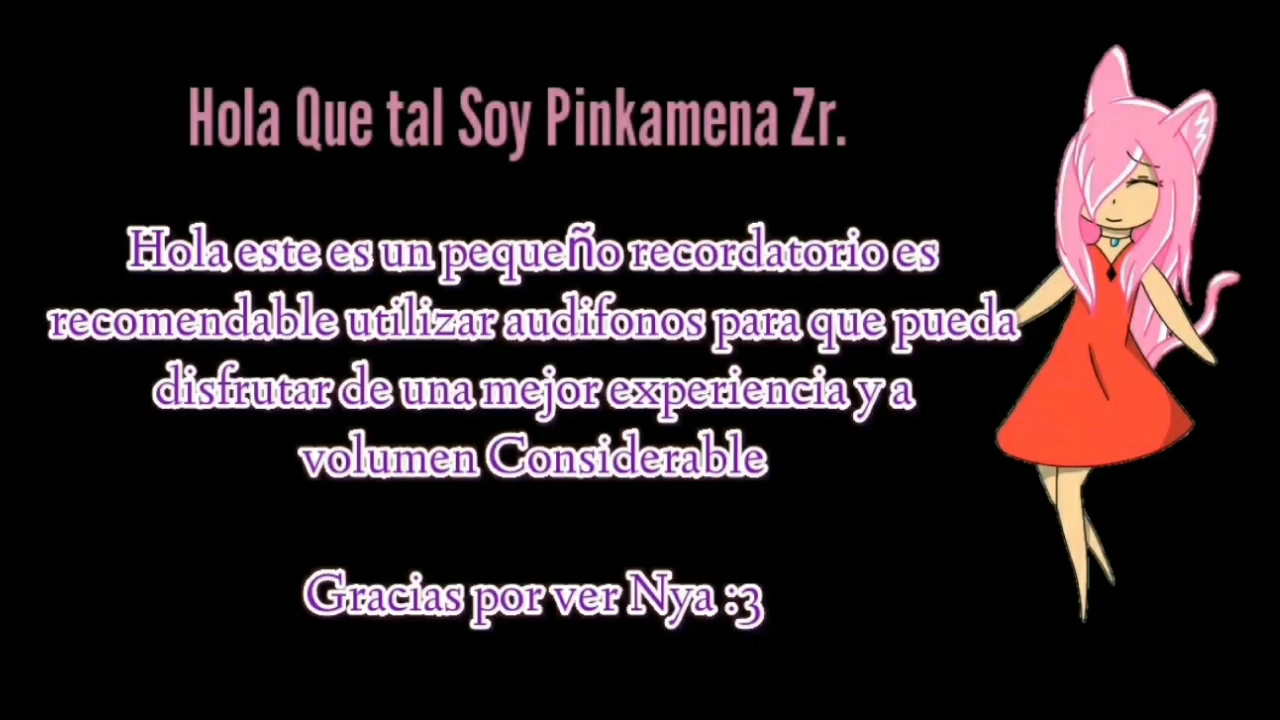 Hola Que tal Soy Pinkamena Zr.
Hola este es un pequeño recordatorio es
recomendable utilizar audifonos para que pueda
disfrutar de una mejor experiencia y a
volumen Considerable
Gracias por ver Nya :3